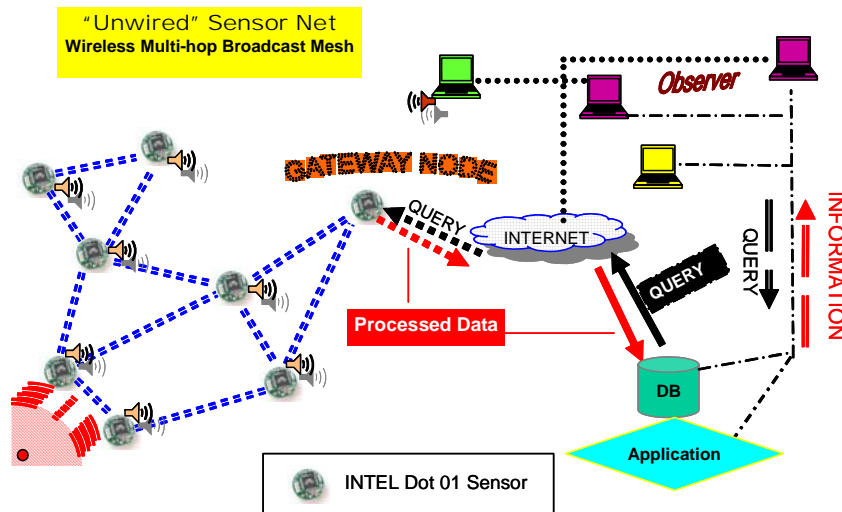 “Unwired” Sensor Net
Wireless Multi-hop Broadcast Mesh
Observer
GATEWAY NODE
QUERY
INTERNET
QUERY
QUERY
INFORMATION
Processed Data
DB
Application
INTEL Dot 01 Sensor